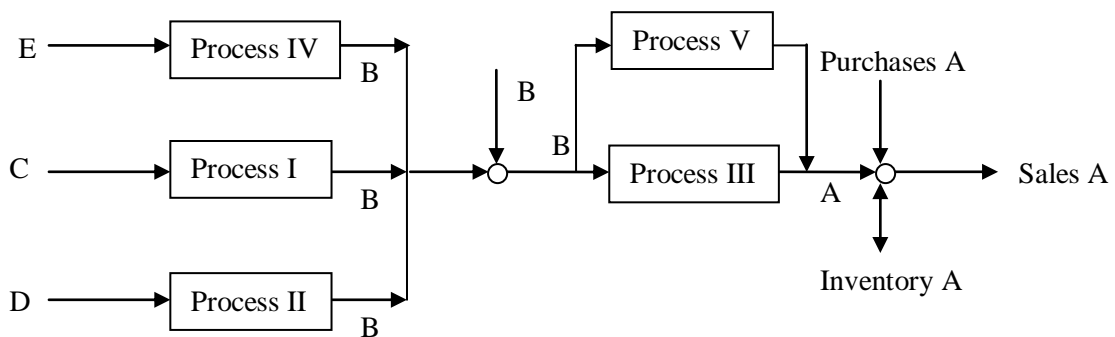 E
Process IV
B
B
Process V
Purchases A
C
Process I
B
B
Process III
A
Sales A
D
Process II
B
Inventory A